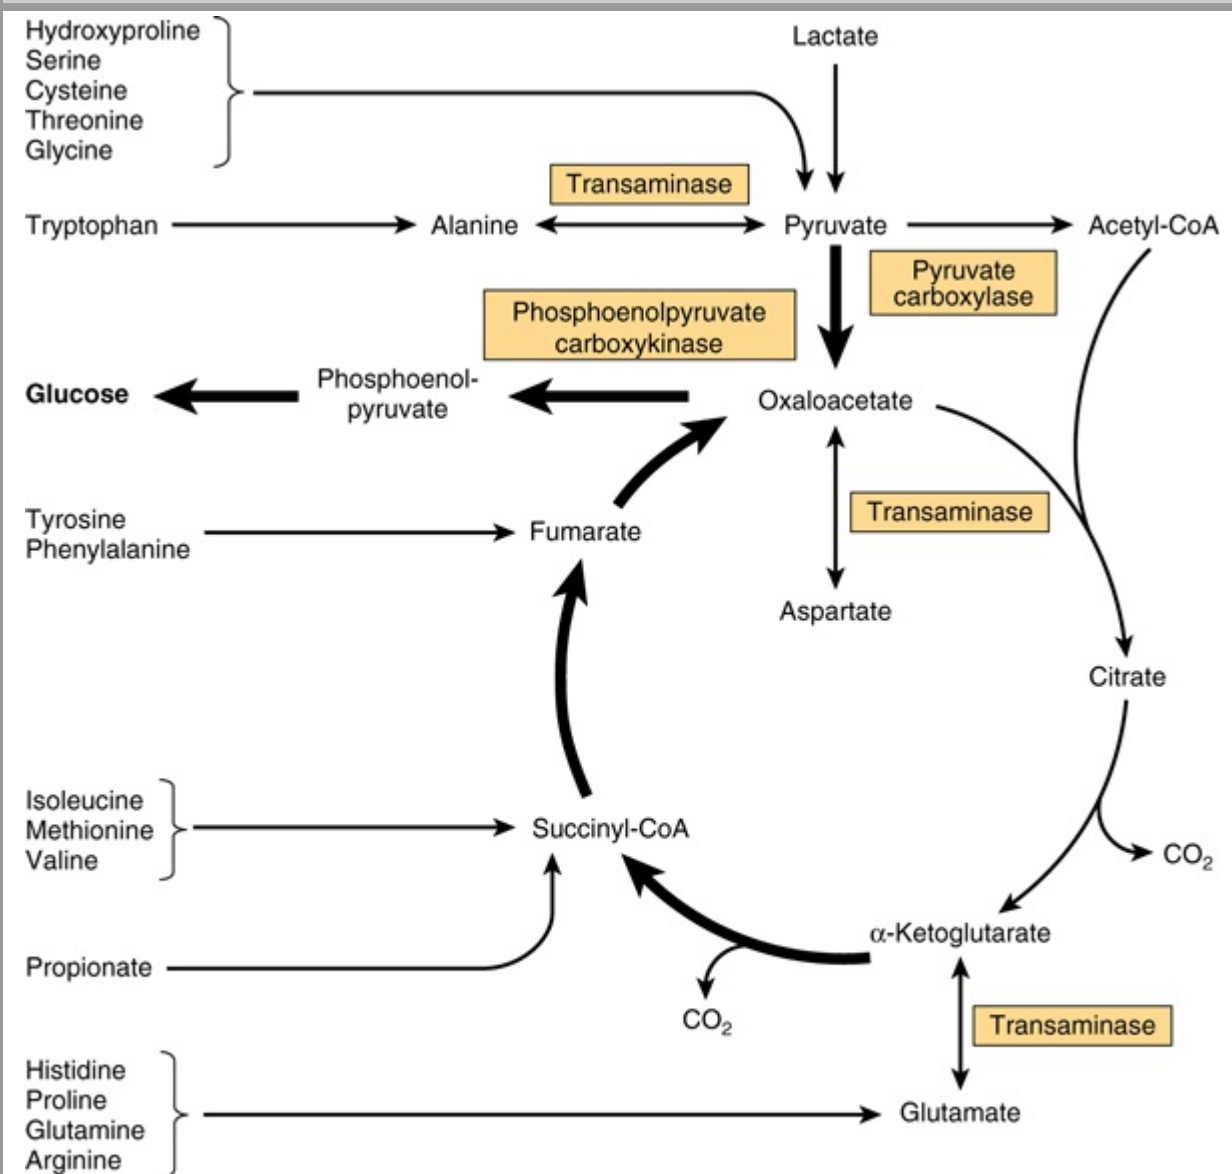 Hydroxyproline
Serine
Cysteine
Threonine
Glycine
Lactate
Transaminase
Tryptophan
Alanine
Pyruvate
Acetyl-CoA
Pyruvate
carboxylase
Phosphoenolpyruvate
carboxykinase
Glucose
Phosphoenol-
pyruvate
Oxaloacetate
Tyrosine
Phenylalanine
Fumarate
Transaminase
Aspartate
Citrate
Isoleucine
Methionine
Valine
Succinyl-CoA
CO₂
α-Ketoglutarate
Propionate
CO₂
Transaminase
Histidine
Proline
Glutamine
Arginine
Glutamate